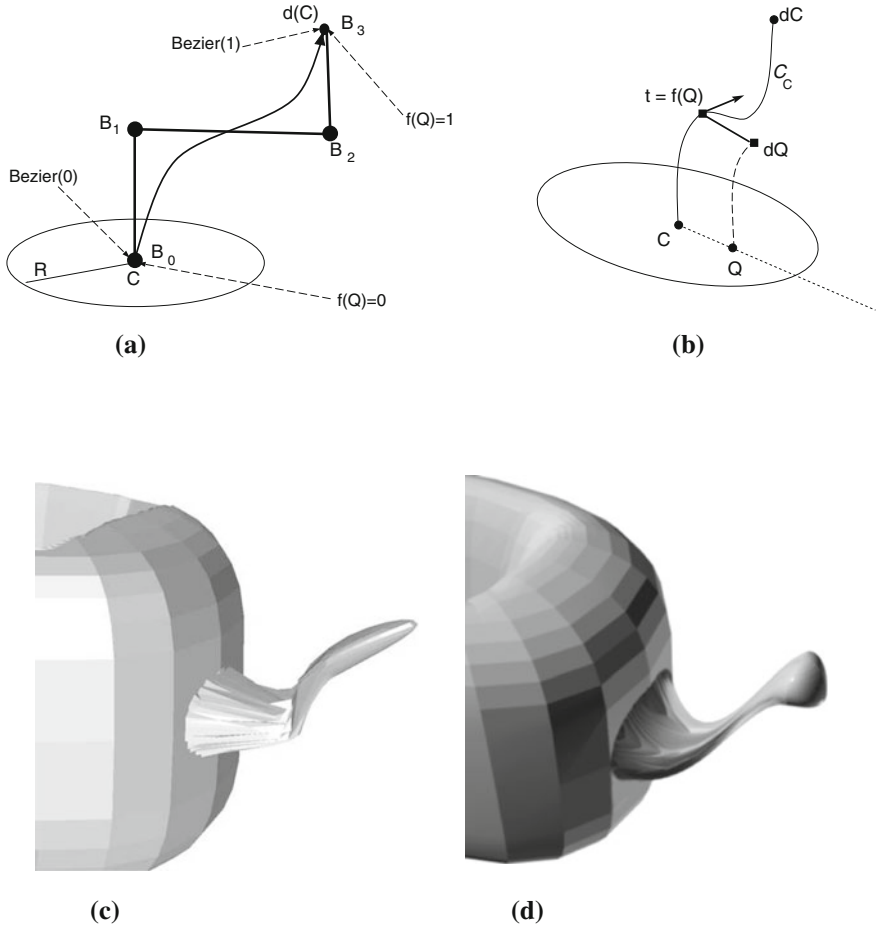 d(C)
B 3
Bezier(1)
B 1
B 2
f(Q)=1
Bezier(0)
B 0
R
C
f(Q)=0
(a)
dC
C C
t = f(Q)
dQ
C
Q
(b)
(c)
(d)